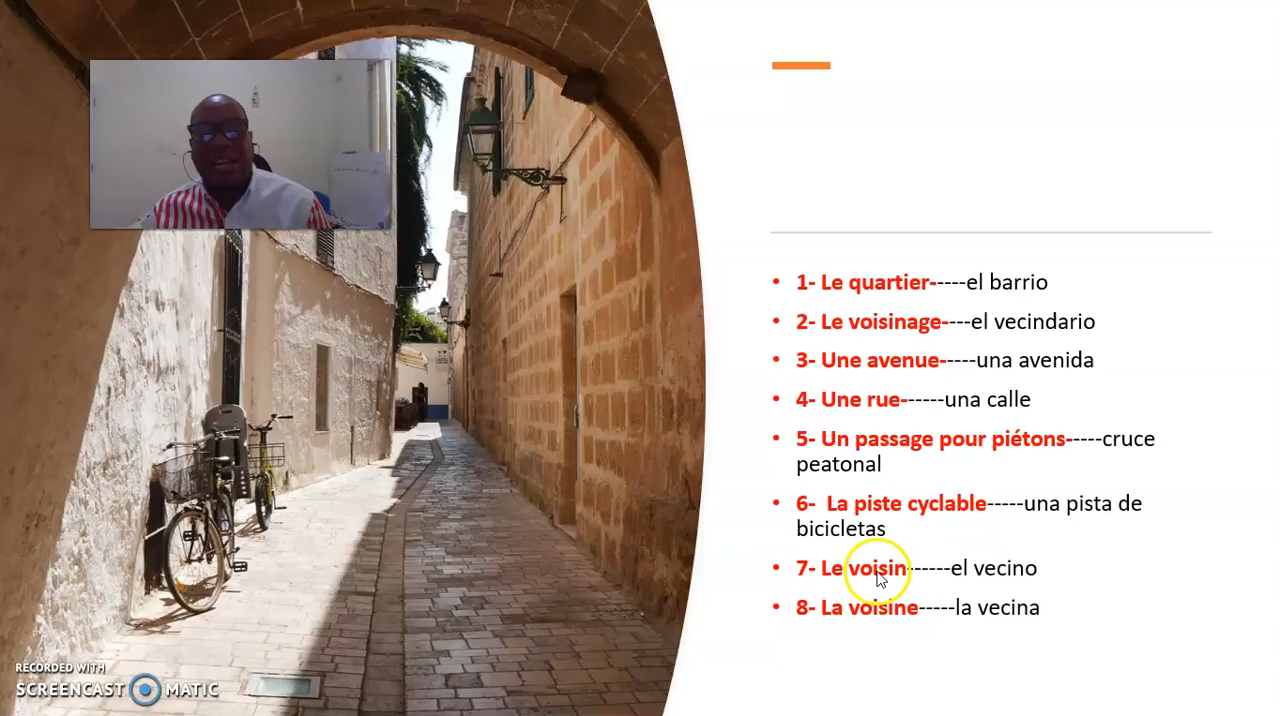 1- Le quartier-----el barrio
2- Le voisinage----el vecindario
3- Une avenue-----una avenida
4- Une rue------una calle
5- Un passage pour piétons-----cruce
peatonal
6- La piste cyclable-----una pista de
bicicletas
7- Le voisin------el vecino
8- La voisine-----la vecina
RECORDED WITH
SCREENCAST MATIC